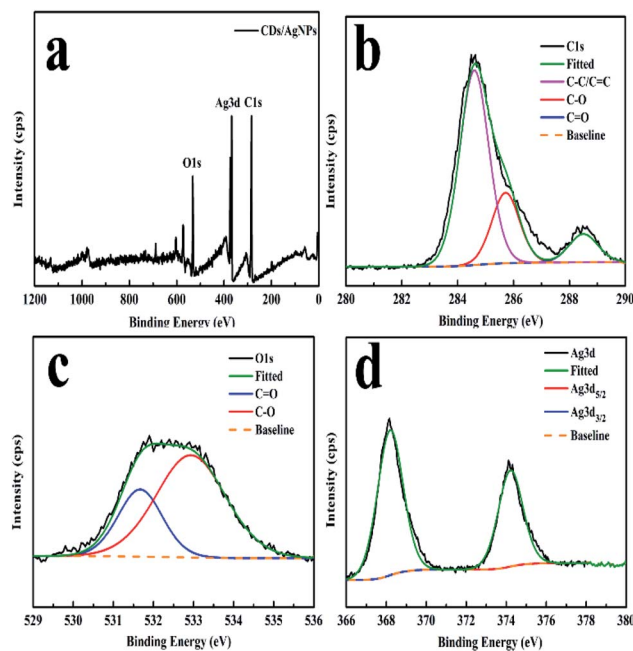 a
CDs/AgNPs
Ag3d C1s
O1s
Intensity (cps)
1200 1000 800 600 400 200 0
Binding Energy (eV)
b
C1s
Fitted
C-C/C=C
C-O
C=O
Baseline
Intensity (cps)
280 282 284 286 288 290
Binding Energy (eV)
c
O1s
Fitted
C=O
C-O
Baseline
Intensity (cps)
529 530 531 532 533 534 535 536
Binding Energy (eV)
d
Ag3d
Fitted
Ag3d5/2
Ag3d3/2
Baseline
Intensity (cps)
366 368 370 372 374 376 378 380
Binding Energy (eV)